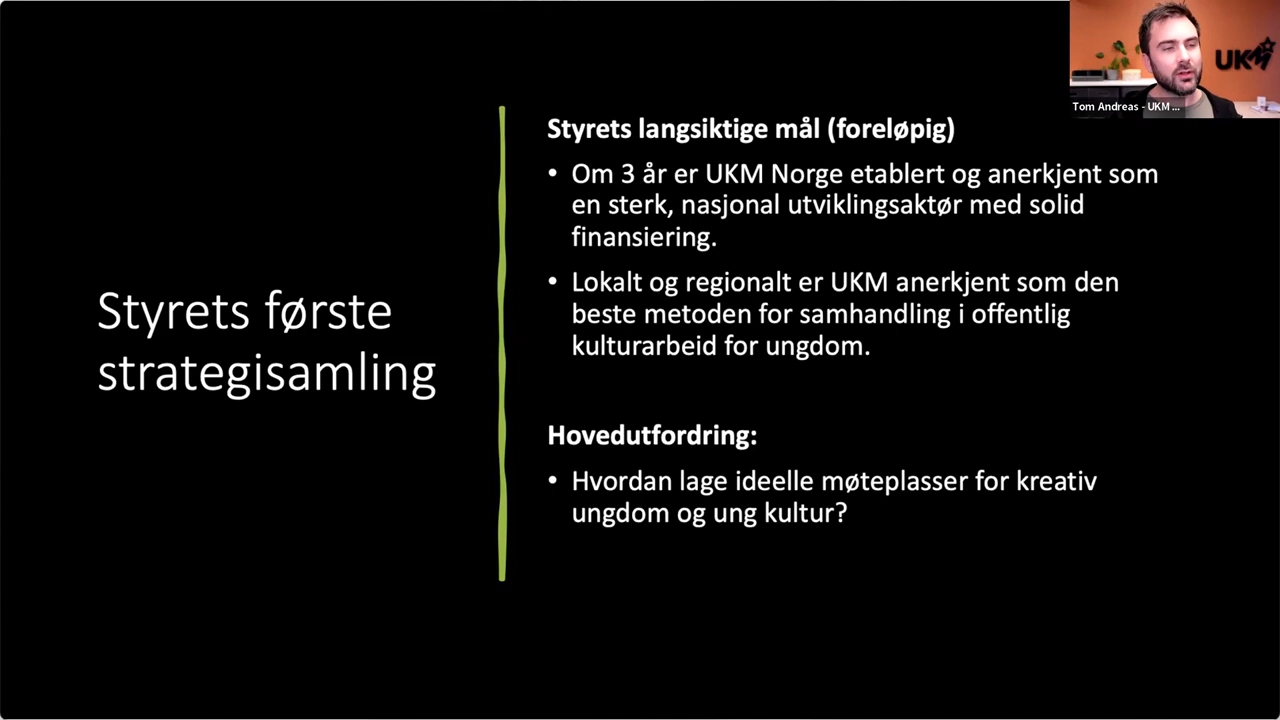 Styrets første
strategisamling
Styrets langsiktige mål (foreløpig)
• Om 3 år er UKM Norge etablert og anerkjent som
en sterk, nasjonal utviklingsaktør med solid
finansiering.
• Lokalt og regionalt er UKM anerkjent som den
beste metoden for samhandling i offentlig
kulturarbeid for ungdom.
Hovedutfordring:
• Hvordan lage ideelle møteplasser for kreativ
ungdom og ung kultur?
UKM
Tom Andreas - UKM ...